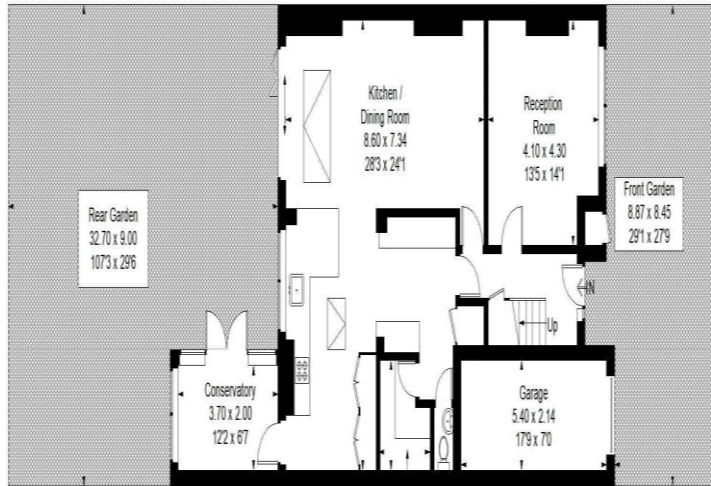 Kitchen /
Dining Room
8.60 x 7.34
28'3 x 24'1
Reception
Room
4.10 x 4.30
13'5 x 14'1
Rear Garden
32.70 x 9.00
107'3 x 29'6
Front Garden
8.87 x 8.45
29'1 x 27'9
IN
Up
Conservatory
3.70 x 2.00
12'2 x 6'7
Garage
5.40 x 2.14
17'9 x 7'0